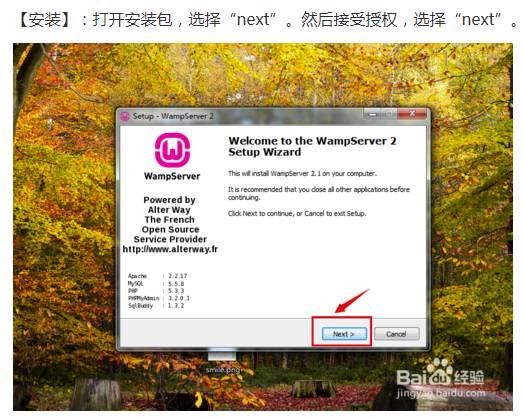 【安装】：打开安装包，选择“next”。然后接受授权，选择“next”。
Setup - WampServer 2
Welcome to the WampServer 2
Setup Wizard
This will install WampServer 2.1 on your computer.
It is recommended that you close all other applications before
continuing.
Click Next to continue, or Cancel to exit Setup.
WampServer
Powered by
Alter Way
The French
Open Source
Service Provider
http://www.alterway.fr
Apache : 2.2.17
MySQL : 5.5.8
PHP : 5.3.3
PHPMyAdmin : 3.2.0.1
SqlBuddy : 1.3.2
Next >
Cancel
smile.png
Baidu 经验
jingyan.baidu.com